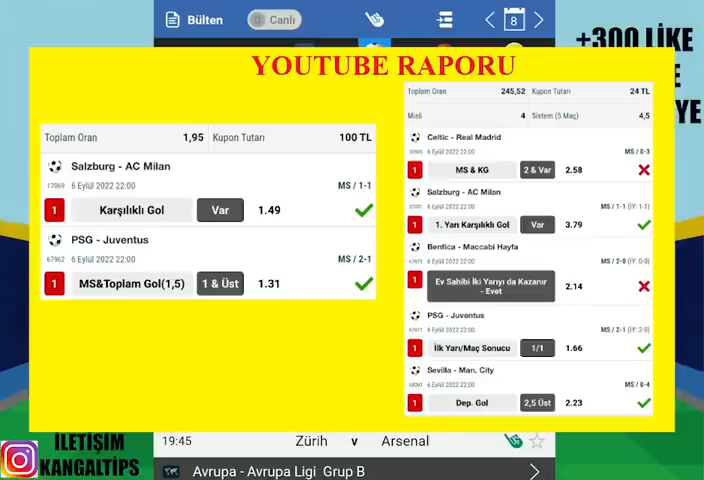 Bülten
0 Canlı
8
+300 LİKE
E
YE
YOUTUBE RAPORU
Toplam Oran 1,95 Kupon Tutarı 100 TL
Salzburg - AC Milan
17069 6 Eylül 2022 22:00 MS / 1-1
1 Karşılıklı Gol Var 1.49
PSG - Juventus
67962 6 Eylül 2022 22:00 MS / 2-1
1 MS&Toplam Gol(1,5) 1 & Üst 1.31
Toplam Oran 245,52 Kupon Tutarı 24 TL
Misli 4 Sistem (5 Maç) 4,5
Celtic - Real Madrid
6 Eylül 2022 22:00 MS / 0-3
1 MS & KG 2 & Var 2.58
Salzburg - AC Milan
6 Eylül 2022 22:00 MS / 1-1 (İY: 1-1)
1 1. Yarı Karşılıklı Gol Var 3.79
Benfica - Maccabi Hayfa
6 Eylül 2022 22:00 MS / 2-0 (İY: 0-0)
1 Ev Sahibi İki Yarıyı da Kazanır
- Evet 2.14
PSG - Juventus
6 Eylül 2022 22:00 MS / 2-1 (İY: 2-0)
1 İlk Yarı/Maç Sonucu 1/1 1.66
Sevilla - Man. City
6 Eylül 2022 22:00 MS / 0-4
1 Dep. Gol 2,5 Üst 2.23
19:45 Zürih v Arsenal
Avrupa - Avrupa Ligi Grup B
İLETİŞİM
KANGALTİPS